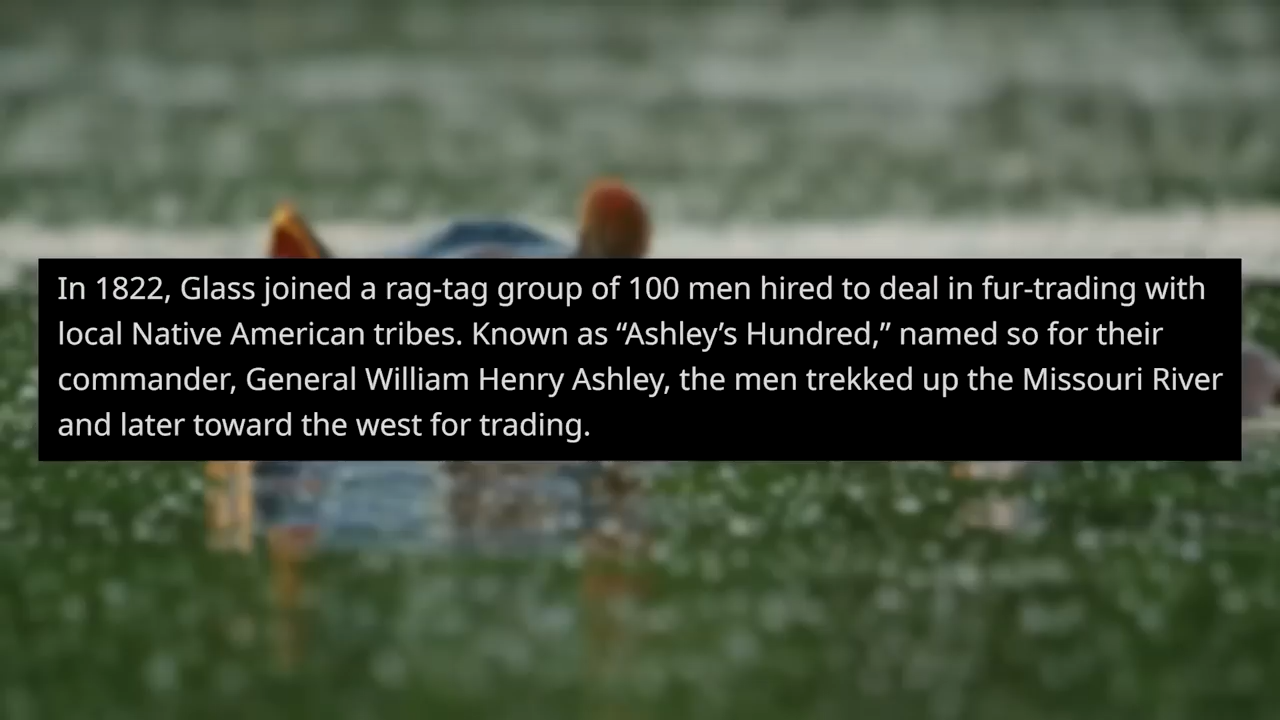 In 1822, Glass joined a rag-tag group of 100 men hired to deal in fur-trading with
local Native American tribes. Known as “Ashley’s Hundred,” named so for their
commander, General William Henry Ashley, the men trekked up the Missouri River
and later toward the west for trading.